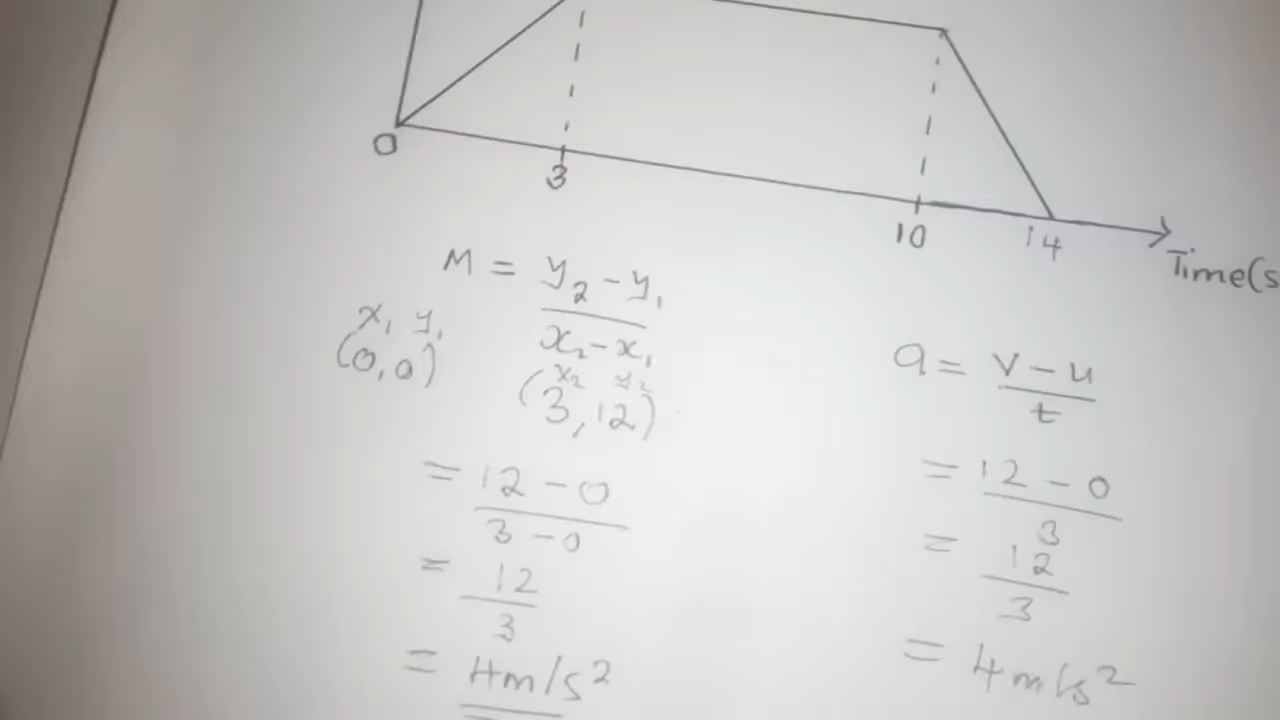 0
3
10
14
Time(s
M = y₂ - y₁
x₂ - x₁
x₁ y₁
(0,0)
x₂ y₂
(3,12)
= 12 - 0
3 - 0
= 12
3
= 4m/s²
a = v - u
t
= 12 - 0
3
= 12
3
= 4m/s²